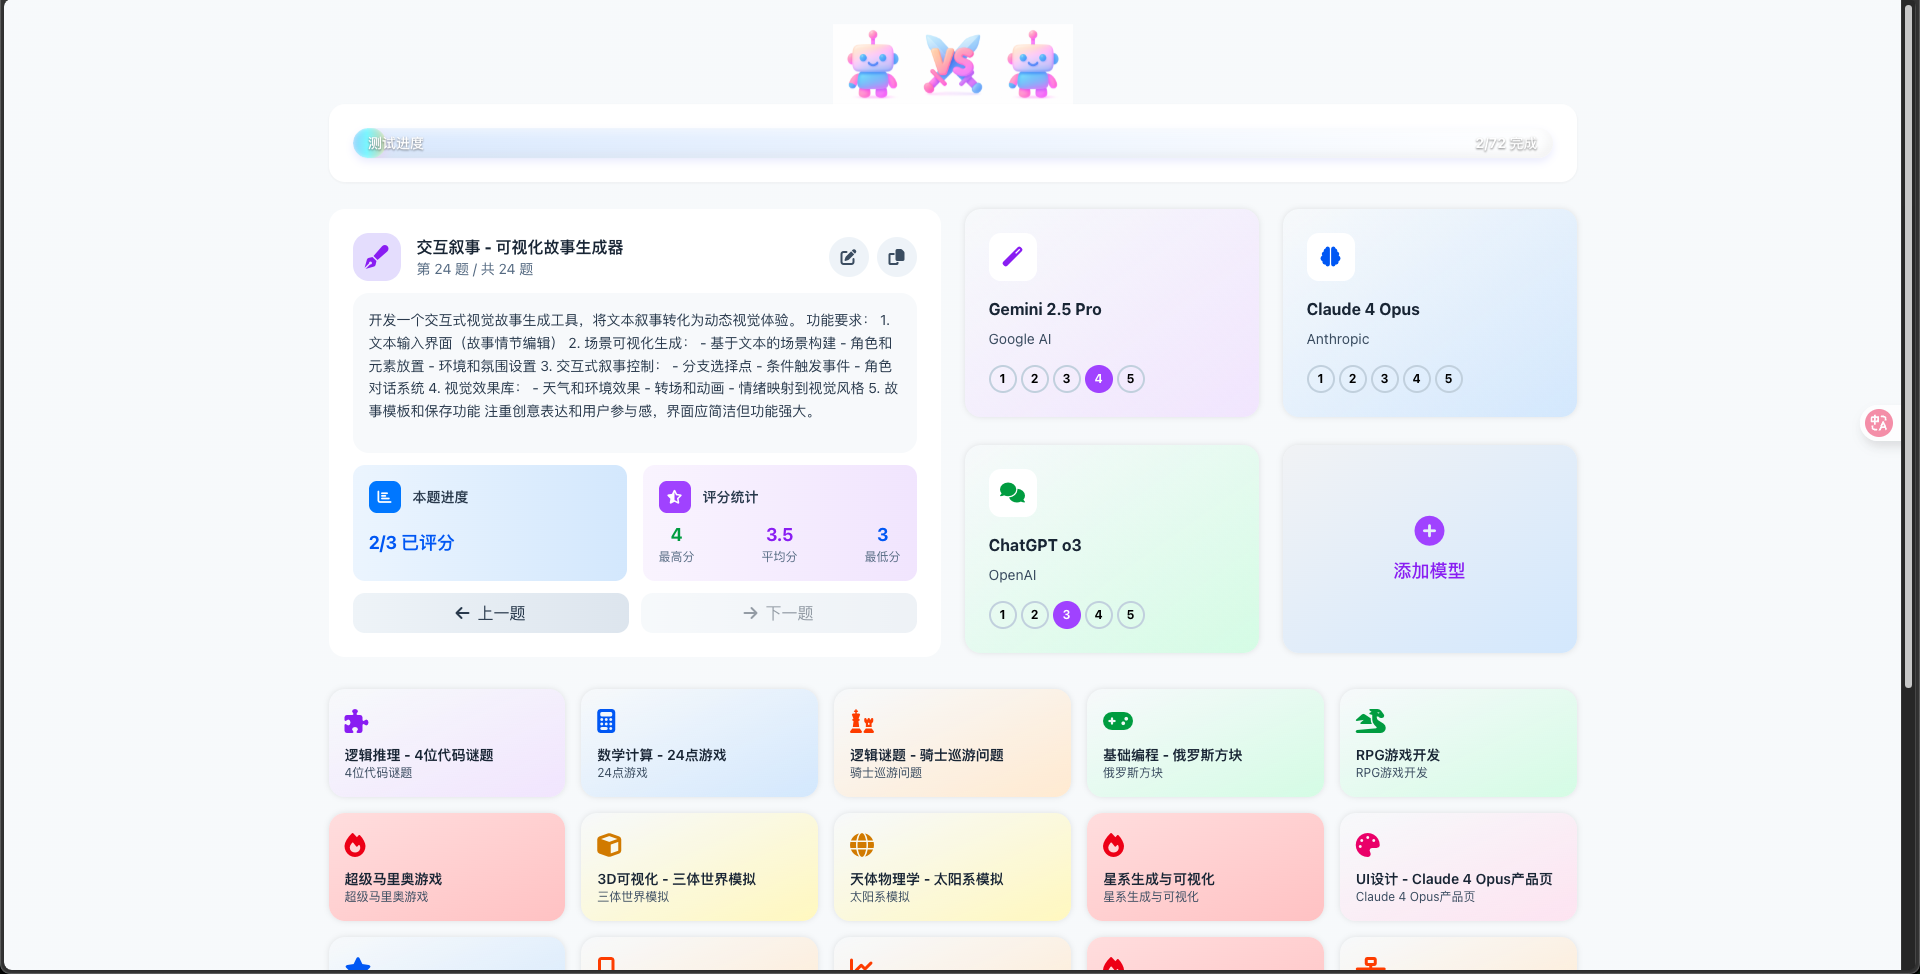 VS
测试进度
2/72 完成
交互叙事 - 可视化故事生成器
第 24 题 / 共 24 题
开发一个交互式视觉故事生成工具，将文本叙事转化为动态视觉体验。 功能要求： 1.
文本输入界面（故事情节编辑） 2. 场景可视化生成： - 基于文本的场景构建 - 角色和
元素放置 - 环境和氛围设置 3. 交互式叙事控制： - 分支选择点 - 条件触发事件 - 角色
对话系统 4. 视觉效果库： - 天气和环境效果 - 转场和动画 - 情绪映射到视觉风格 5. 故
事模板和保存功能 注重创意表达和用户参与感，界面应简洁但功能强大。
本题进度
2/3 已评分
评分统计
4
最高分
3.5
平均分
3
最低分
上一题
下一题
Gemini 2.5 Pro
Google AI
1 2 3 4 5
Claude 4 Opus
Anthropic
1 2 3 4 5
ChatGPT o3
OpenAI
1 2 3 4 5
添加模型
逻辑推理 - 4位代码谜题
4位代码谜题
数学计算 - 24点游戏
24点游戏
逻辑谜题 - 骑士巡游问题
骑士巡游问题
基础编程 - 俄罗斯方块
俄罗斯方块
RPG游戏开发
RPG游戏开发
超级马里奥游戏
超级马里奥游戏
3D可视化 - 三体世界模拟
三体世界模拟
天体物理学 - 太阳系模拟
太阳系模拟
星系生成与可视化
星系生成与可视化
UI设计 - Claude 4 Opus产品页
Claude 4 Opus产品页
中A